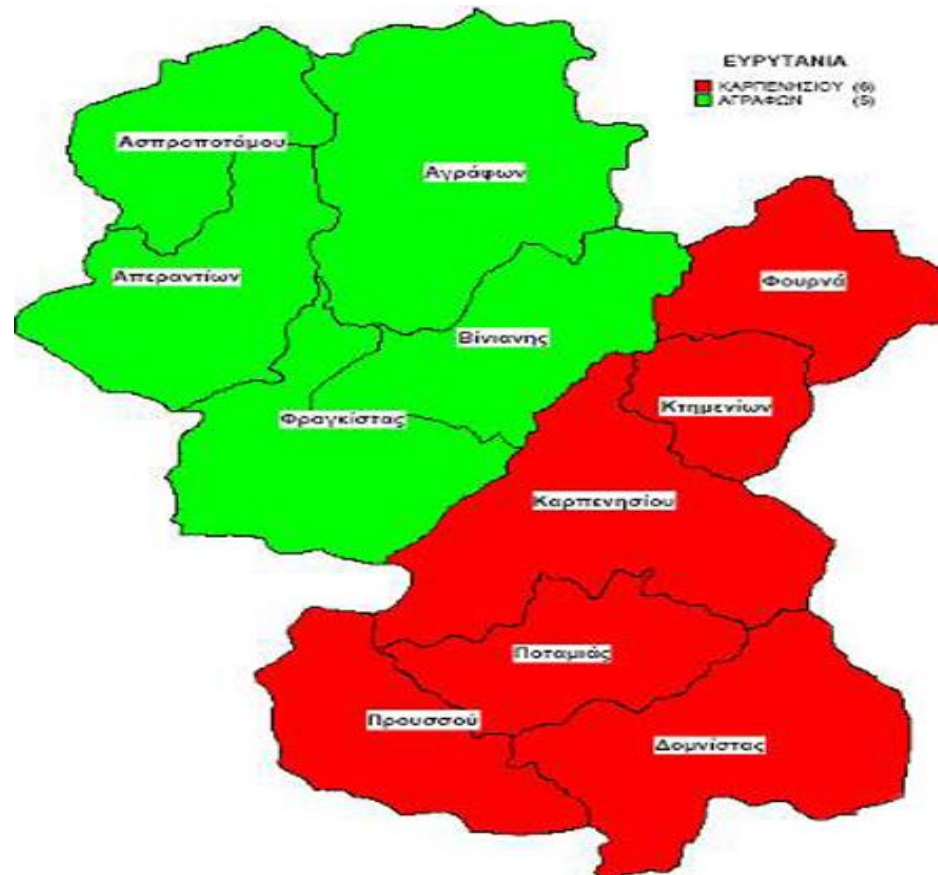 ΕΥΡΥΤΑΝΙΑ
ΚΑΡΠΕΝΗΣΙΟΥ (6)
ΑΓΡΑΦΩΝ (5)
Ασπροποτάμου
Αγράφων
Απεραντίων
Φουρνά
Βίνιανης
Κτημενίων
Φραγκίστας
Καρπενησίου
Ποταμιάς
Προυσσού
Δομνίστας